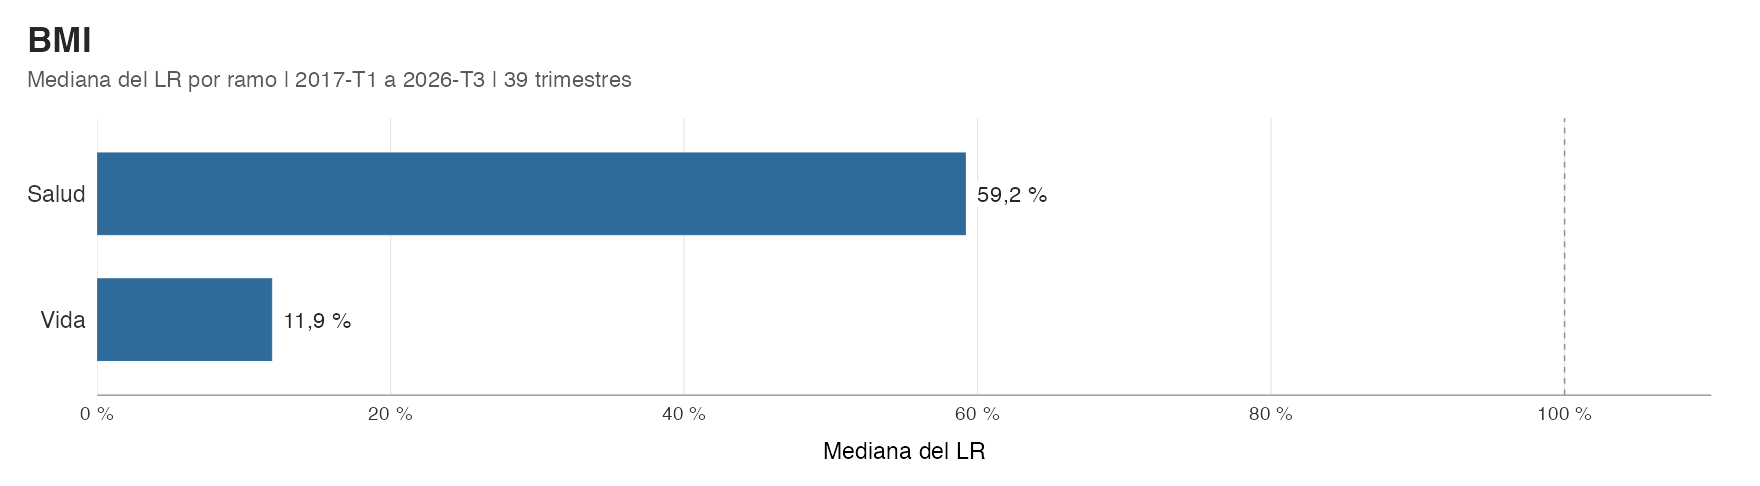 BMI
Mediana del LR por ramo | 2017-T1 a 2026-T3 | 39 trimestres
Salud
59,2 %
Vida
11,9 %
0 %
20 %
40 %
60 %
80 %
100 %
Mediana del LR